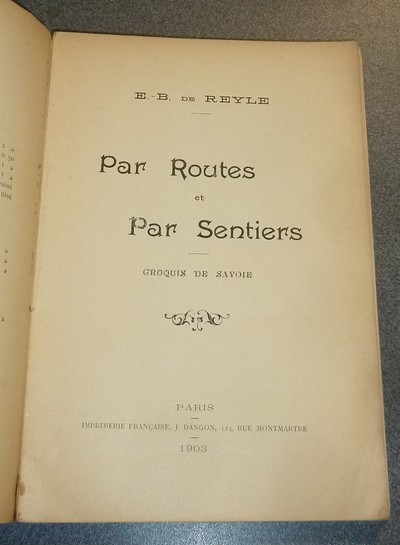 E.-B. DE REYLE
Par Routes
et
Par Sentiers
CROQUIS DE SAVOIE
PARIS
IMPRIMERIE FRANÇAISE, J. DANGON, 123, RUE MONTMARTRE
1903